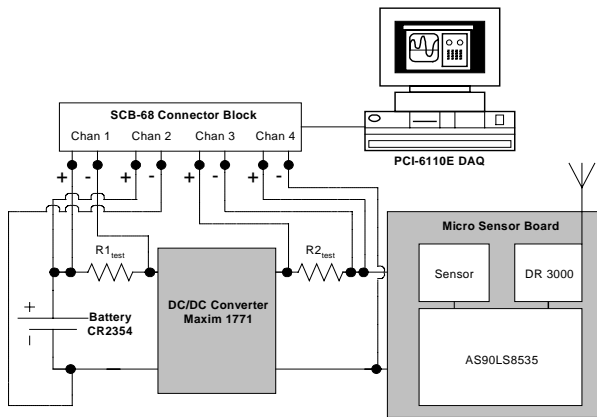 SCB-68 Connector Block
Chan 1 Chan 2 Chan 3 Chan 4
+ - + - + - + -
PCI-6110E DAQ
R1test
R2test
Micro Sensor Board
Sensor
DR 3000
DC/DC Converter
Maxim 1771
+
Battery
CR2354
-
AS90LS8535